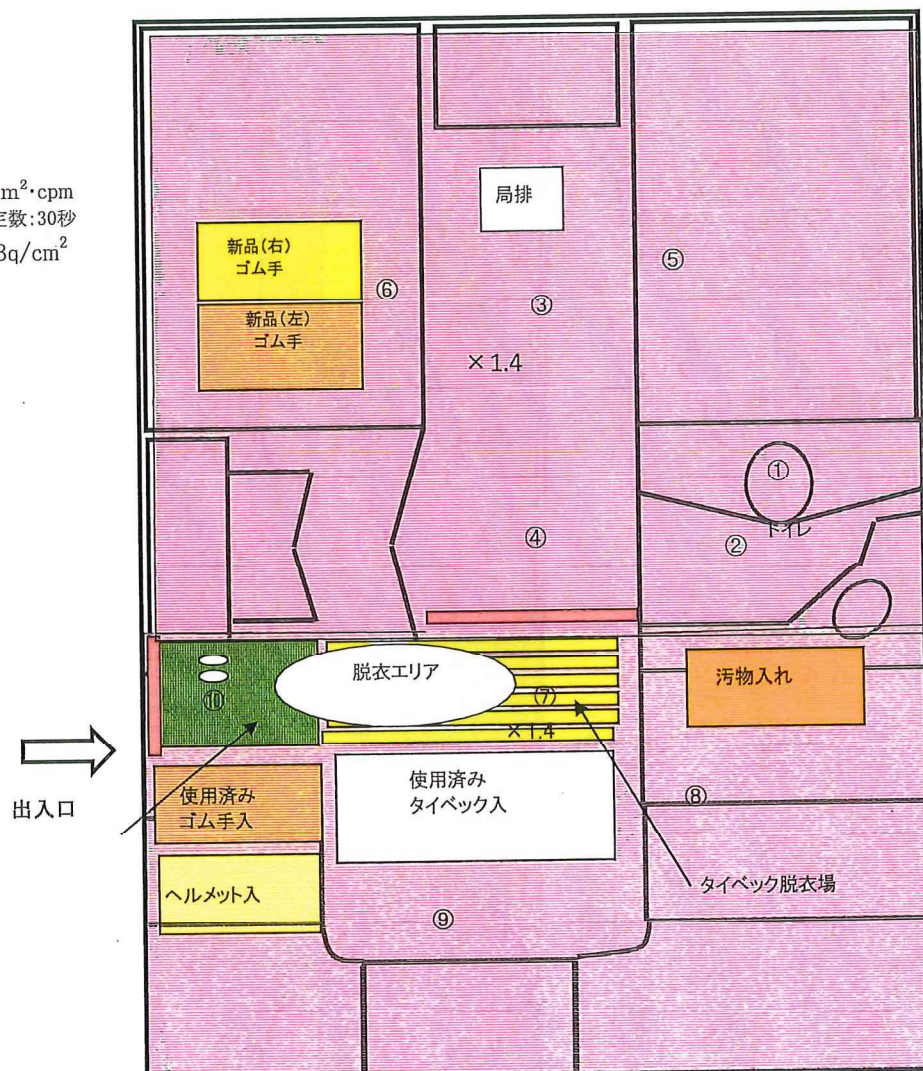 局排
m²・cpm
定数:30秒
Bq/cm²
新品(右)
ゴム手
⑤
⑥
③
新品(左)
ゴム手
×1.4
①
トイレ
④
②
脱衣エリア
汚物入れ
⑩
⑦
×1.4
出入口
使用済み
ゴム手入
使用済み
タイベック入
⑧
ヘルメット入
タイベック脱衣場
⑨